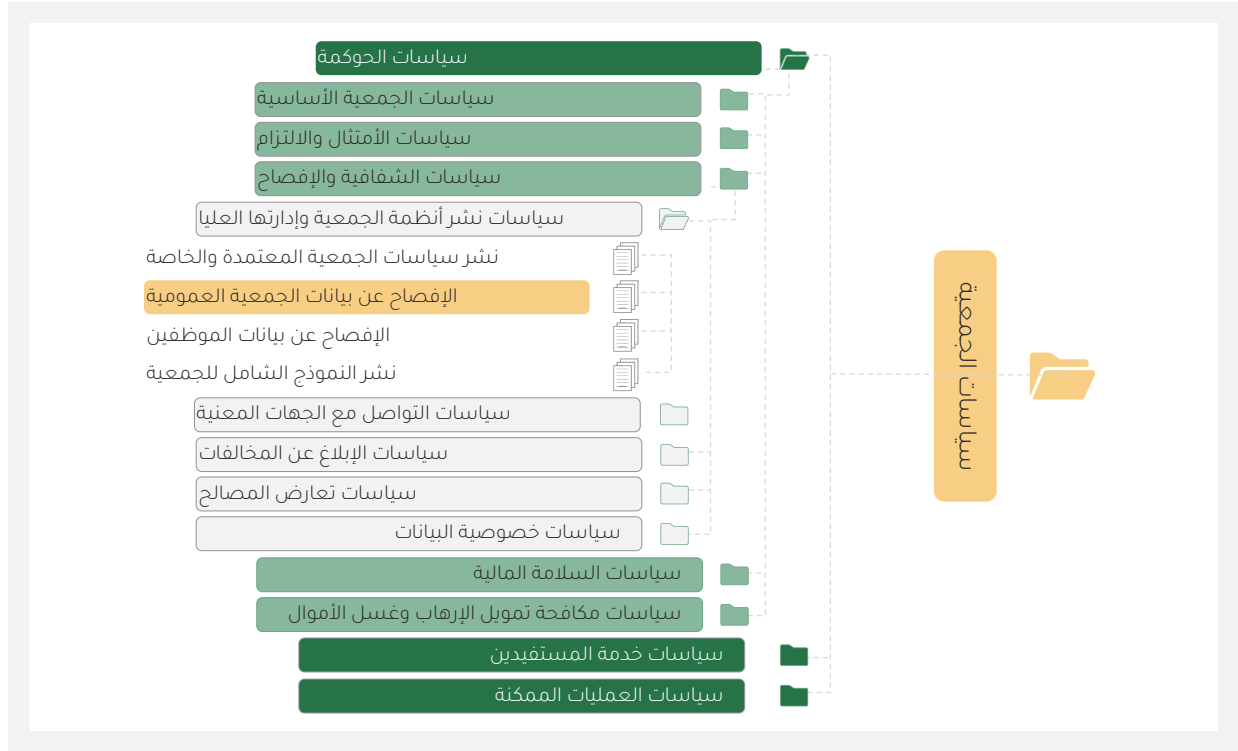 سياسات الجمعية
سياسات الحوكمة
سياسات الجمعية الأساسية
سياسات الأمتثال والالتزام
سياسات الشفافية والإفصاح
سياسات نشر أنظمة الجمعية وإدارتها العليا
نشر سياسات الجمعية المعتمدة والخاصة
الإفصاح عن بيانات الجمعية العمومية
الإفصاح عن بيانات الموظفين
نشر النموذج الشامل للجمعية
سياسات التواصل مع الجهات المعنية
سياسات الإبلاغ عن المخالفات
سياسات تعارض المصالح
سياسات خصوصية البيانات
سياسات السلامة المالية
سياسات مكافحة تمويل الإرهاب وغسل الأموال
سياسات خدمة المستفيدين
سياسات العمليات الممكنة